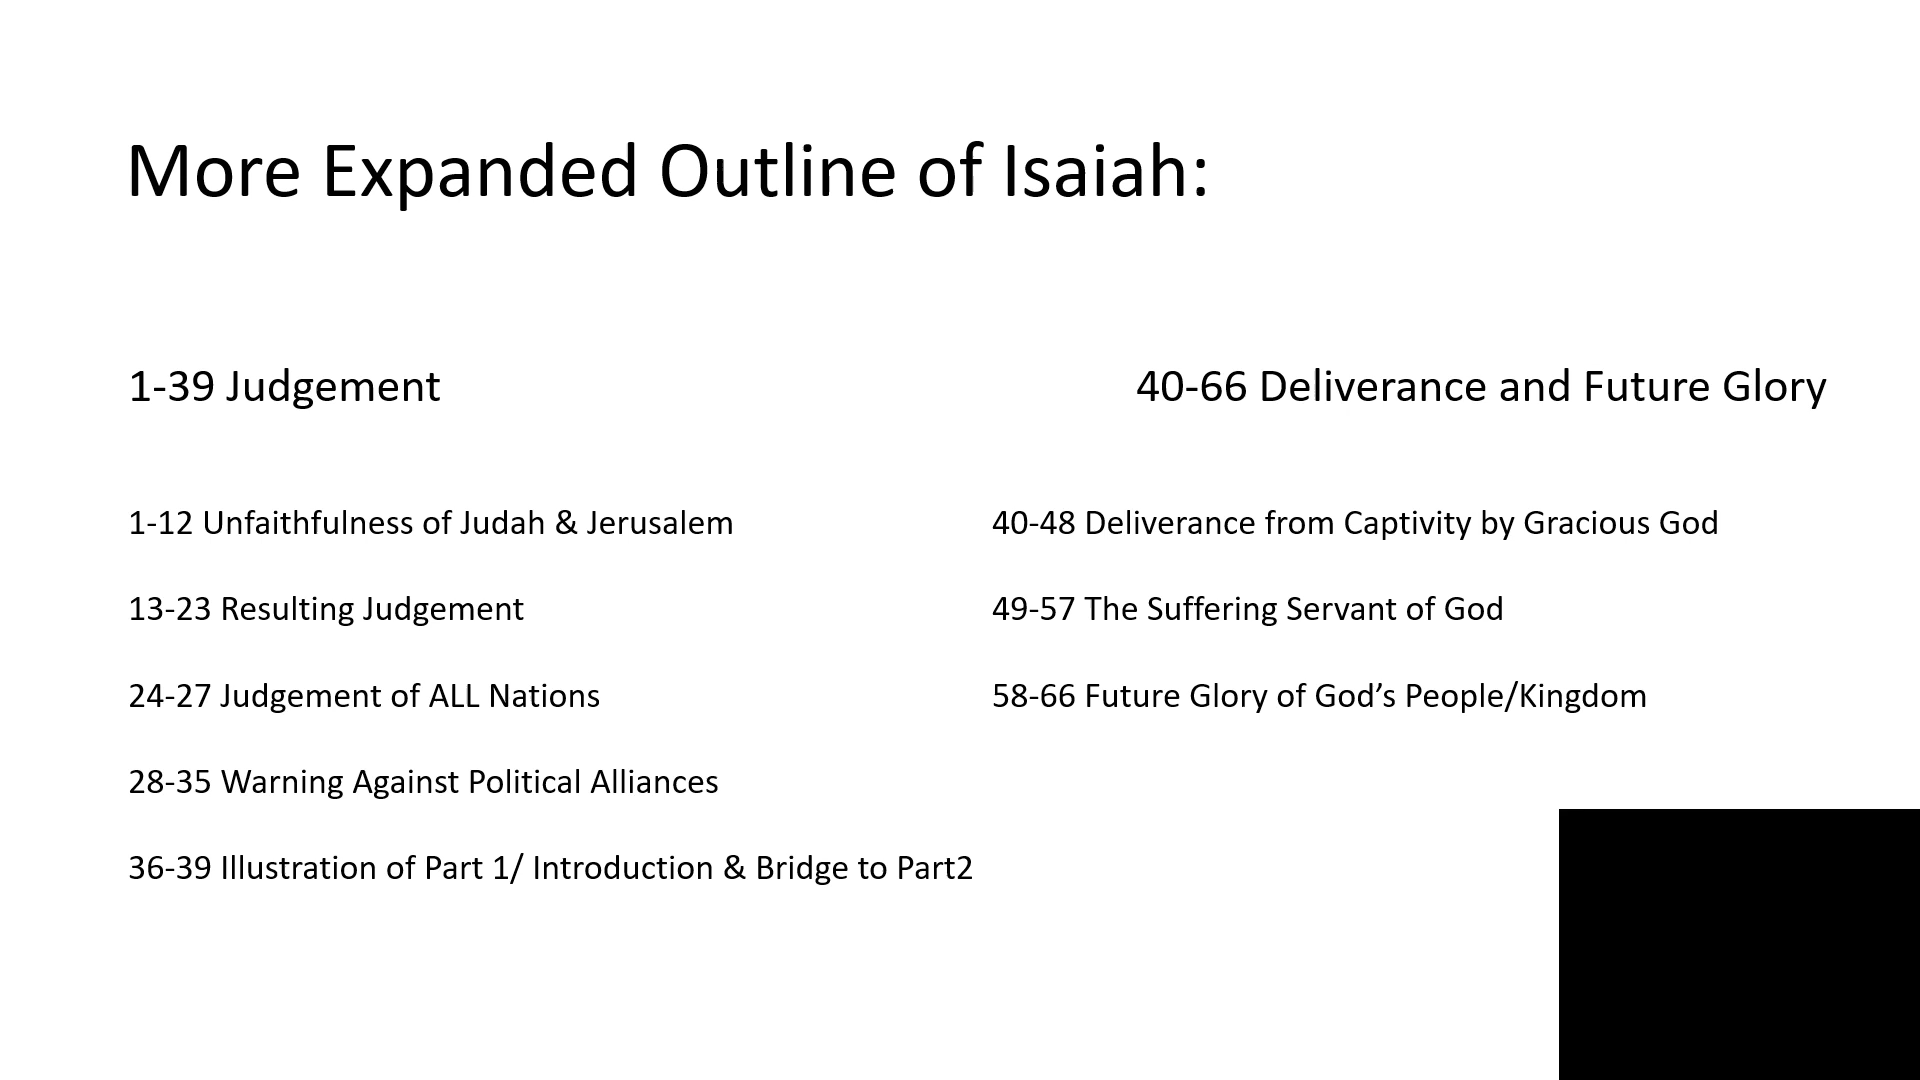 More Expanded Outline of Isaiah:
1-39 Judgement
40-66 Deliverance and Future Glory
1-12 Unfaithfulness of Judah & Jerusalem
13-23 Resulting Judgement
24-27 Judgement of ALL Nations
28-35 Warning Against Political Alliances
36-39 Illustration of Part 1/ Introduction & Bridge to Part2
40-48 Deliverance from Captivity by Gracious God
49-57 The Suffering Servant of God
58-66 Future Glory of God’s People/Kingdom